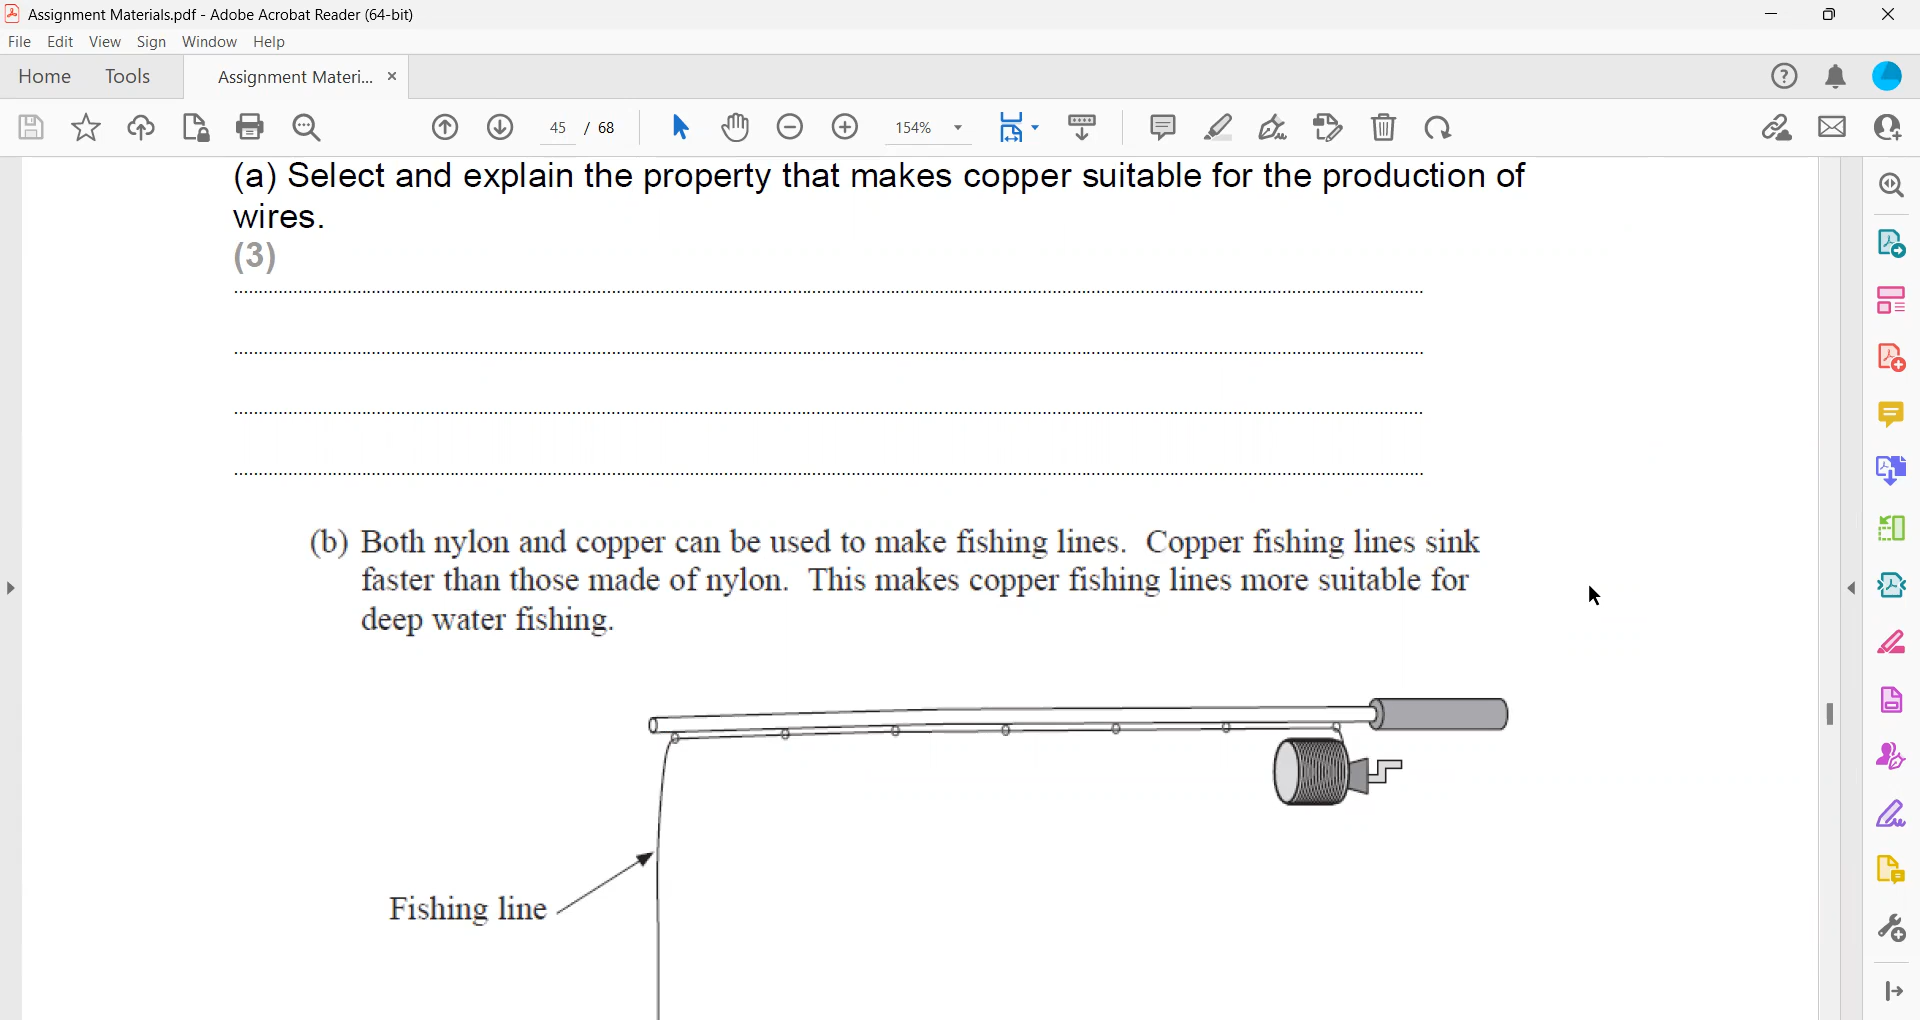 Assignment Materials.pdf - Adobe Acrobat Reader (64-bit)
File Edit View Sign Window Help
Home Tools Assignment Materi... ×
45 / 68 154%
(a) Select and explain the property that makes copper suitable for the production of
wires.
(3)
(b) Both nylon and copper can be used to make fishing lines. Copper fishing lines sink
faster than those made of nylon. This makes copper fishing lines more suitable for
deep water fishing.
Fishing line